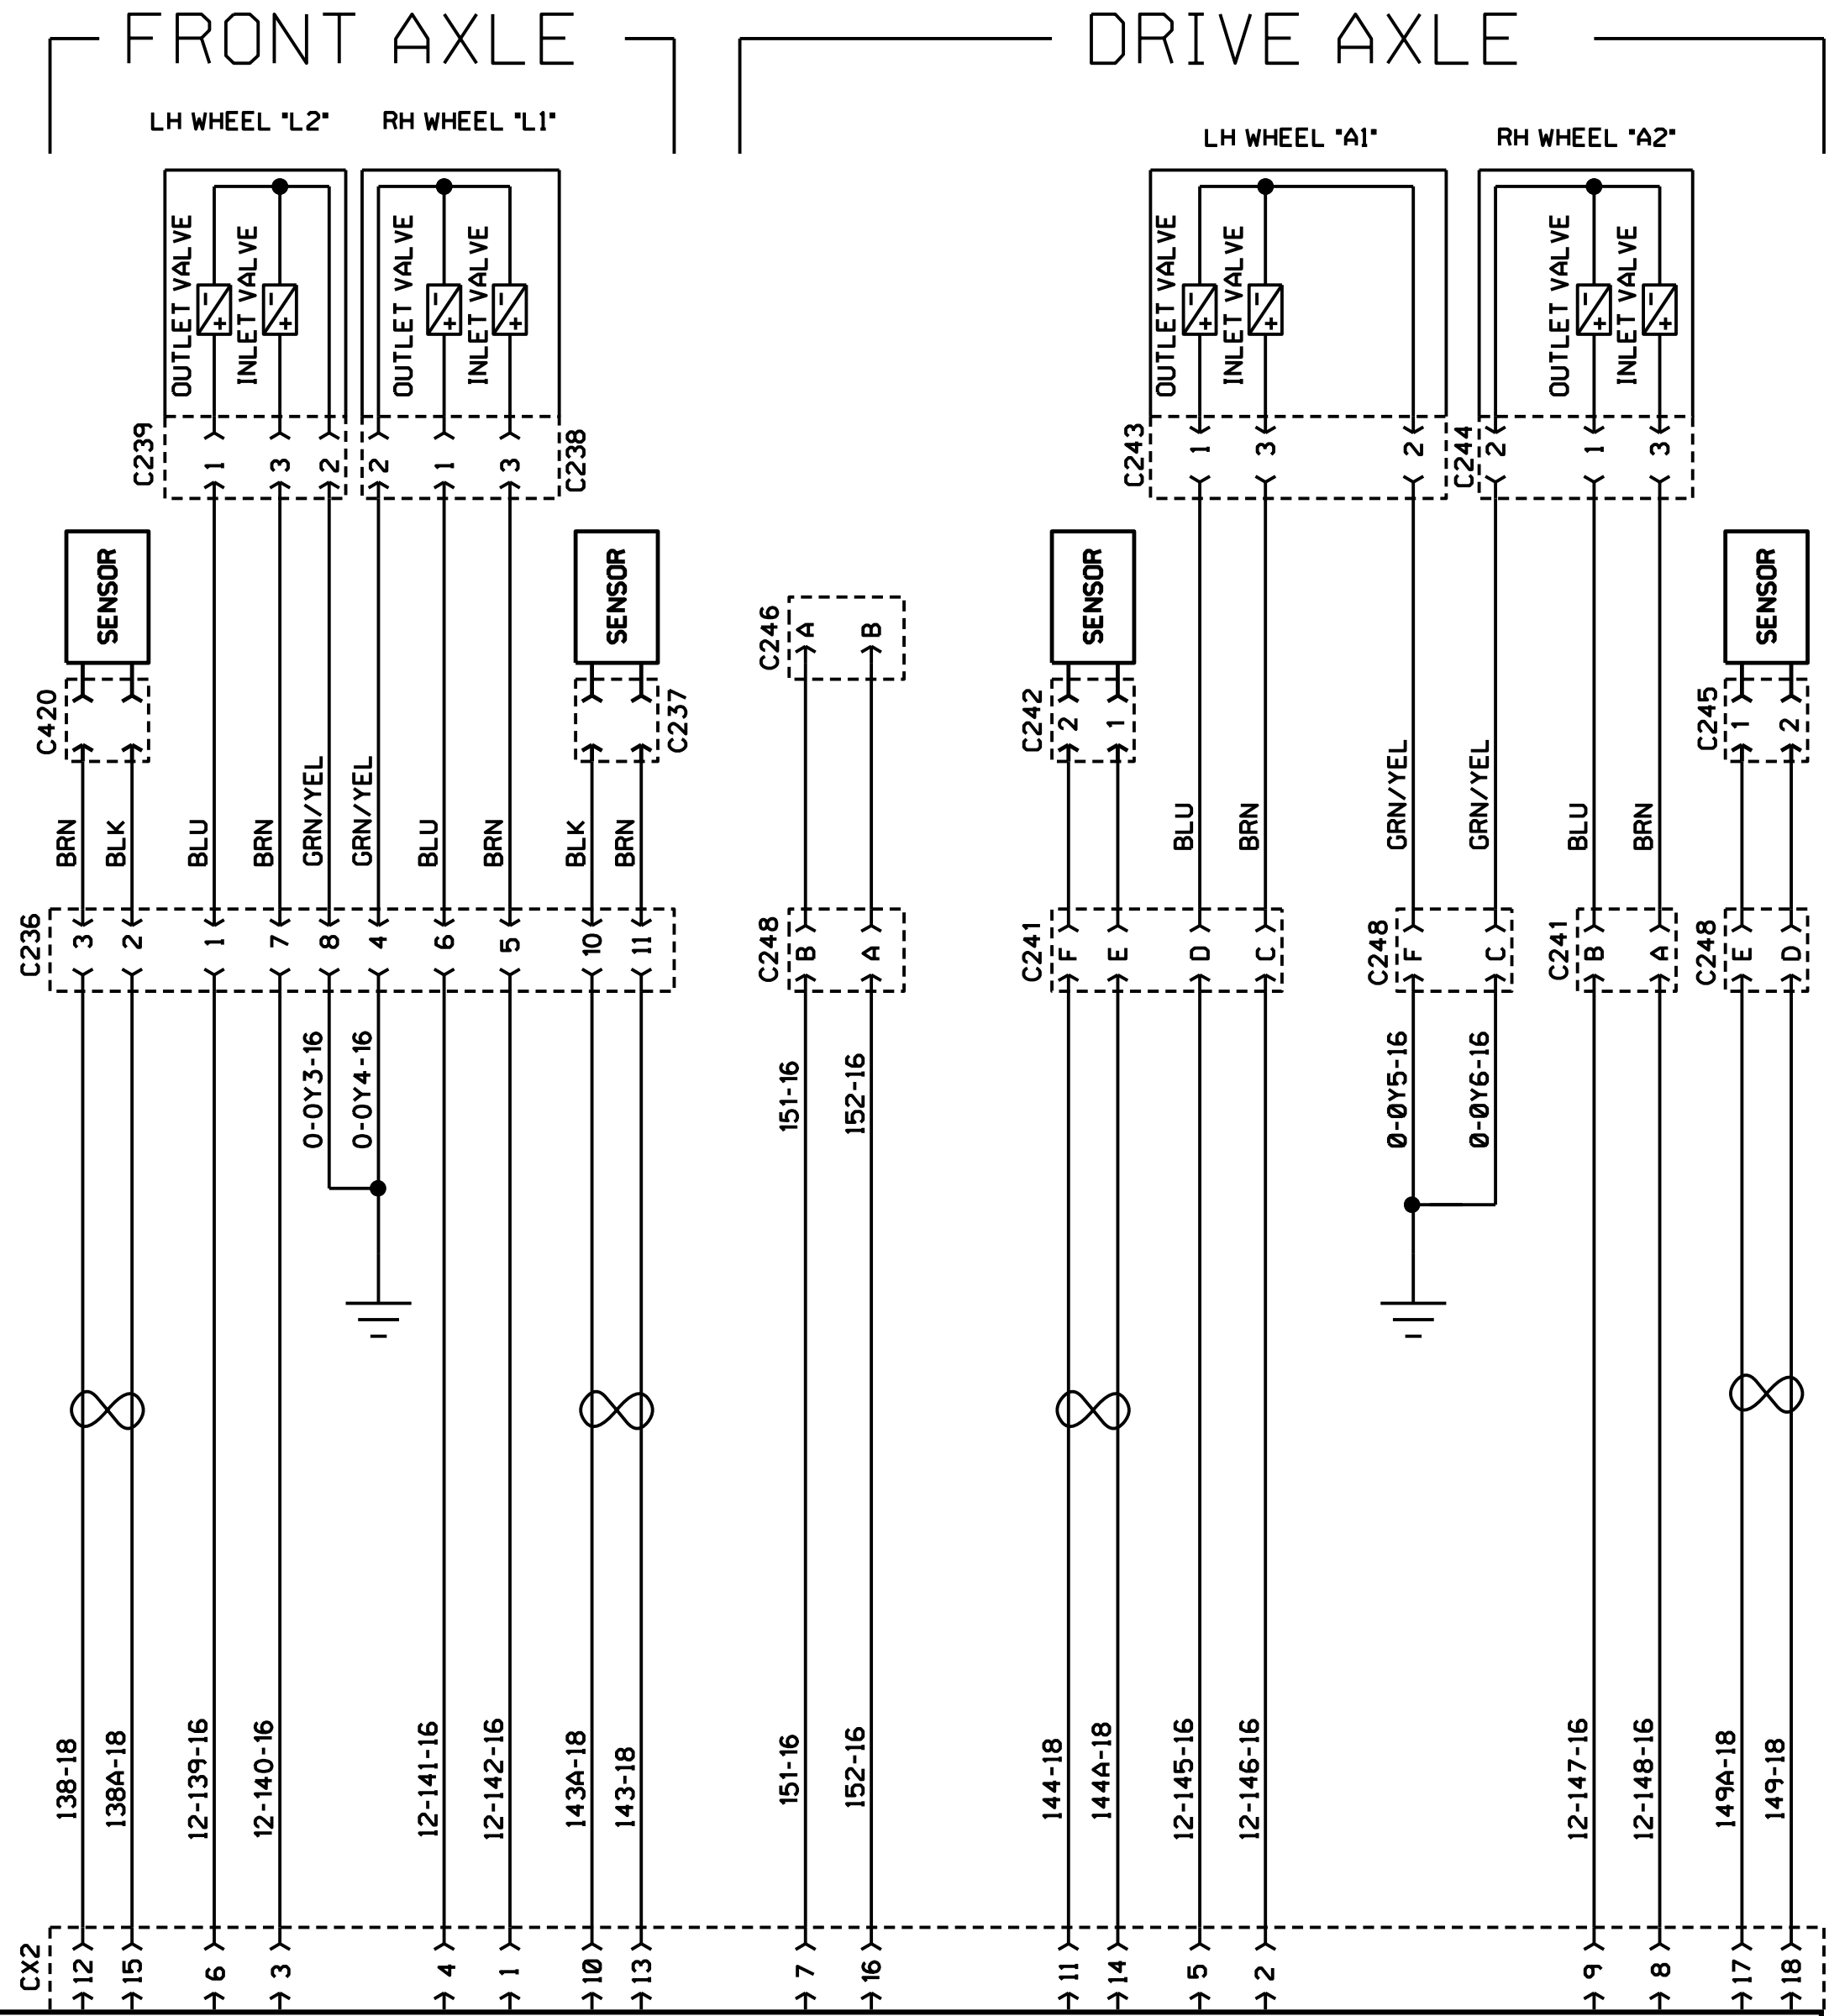 FRONT AXLE
DRIVE AXLE
LH WHEEL "L2"
RH WHEEL "L1"
LH WHEEL "A1"
RH WHEEL "A2"
OUTLET VALVE
INLET VALVE
OUTLET VALVE
INLET VALVE
OUTLET VALVE
INLET VALVE
OUTLET VALVE
INLET VALVE
- +
- +
- +
- +
- +
- +
- +
- +
C239
1 3 2
2 1 3
C238
C243
1 3 2
C244
2 1 3
SENSOR
SENSOR
SENSOR
SENSOR
C246
A B
C420
C237
C242
2 1
C245
1 2
BRN
BLK
BLU
BRN
GRN/YEL
GRN/YEL
BLU
BRN
BLK
BRN
BLU
BRN
GRN/YEL
GRN/YEL
BLU
BRN
C236
3 2 1 7 8 4 6 5 10 11
C248
B A
C241
F E D C
C248
F C
C241
B A
C248
E D
0-0Y3-16
0-0Y4-16
151-16
152-16
0-0Y5-16
0-0Y6-16
138-18
138A-18
12-139-16
12-140-16
12-141-16
12-142-16
143A-18
143-18
151-16
152-16
144-18
144A-18
12-145-16
12-146-16
12-147-16
12-148-16
149A-18
149-18
CX2
12 15 6 3 4 1 10 13 7 16 11 14 5 2 9 8 17 18